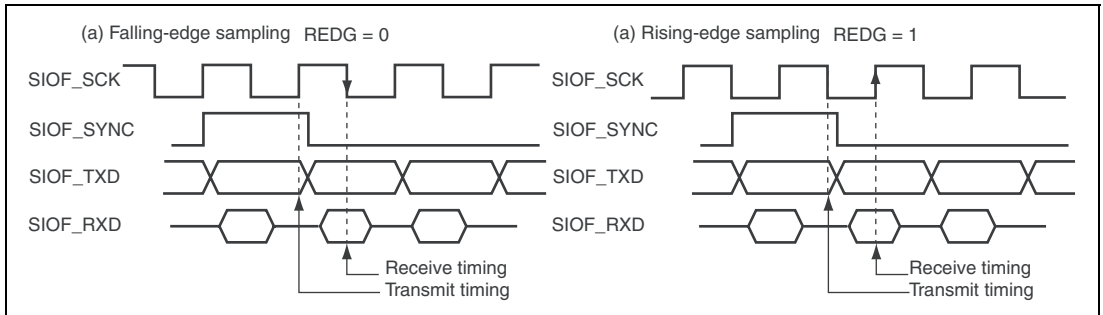 (a) Falling-edge sampling REDG = 0
SIOF_SCK
SIOF_SYNC
SIOF_TXD
SIOF_RXD
Receive timing
Transmit timing
(a) Rising-edge sampling REDG = 1
SIOF_SCK
SIOF_SYNC
SIOF_TXD
SIOF_RXD
Receive timing
Transmit timing